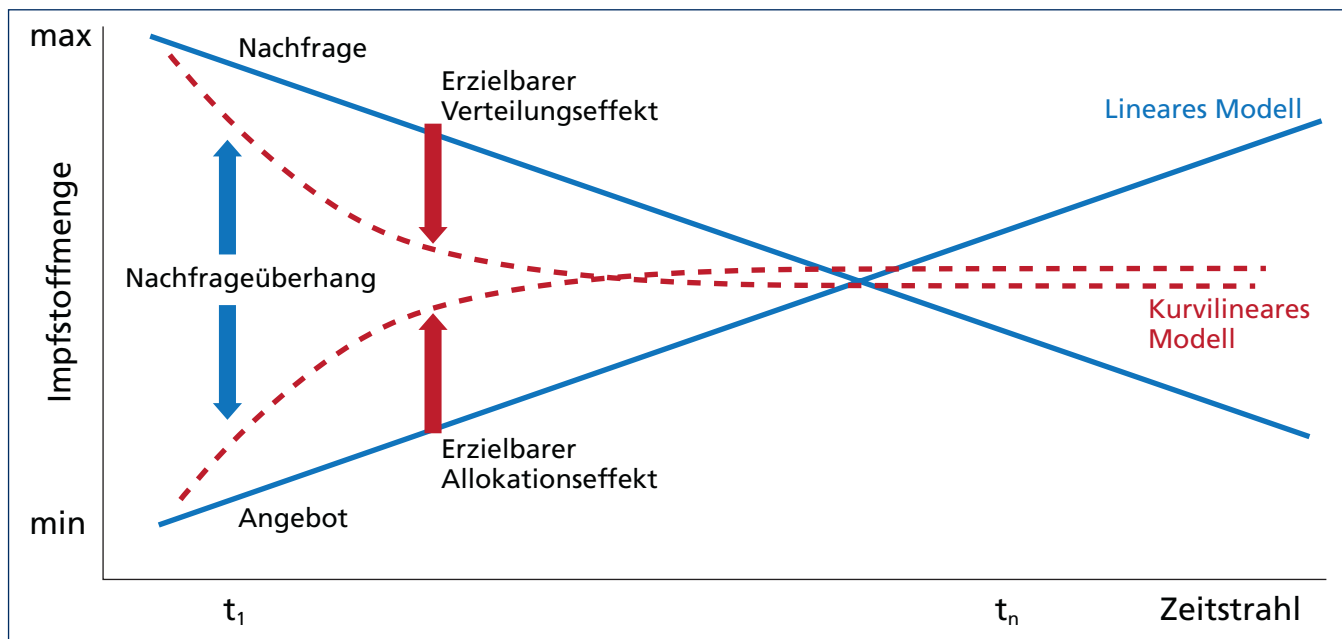 max
Nachfrage
Erzielbarer
Verteilungseffekt
Lineares Modell
Impfstoffmenge
Nachfrageüberhang
Kurvilineares
Modell
Erzielbarer
Allokationseffekt
Angebot
min
t1
tn
Zeitstrahl